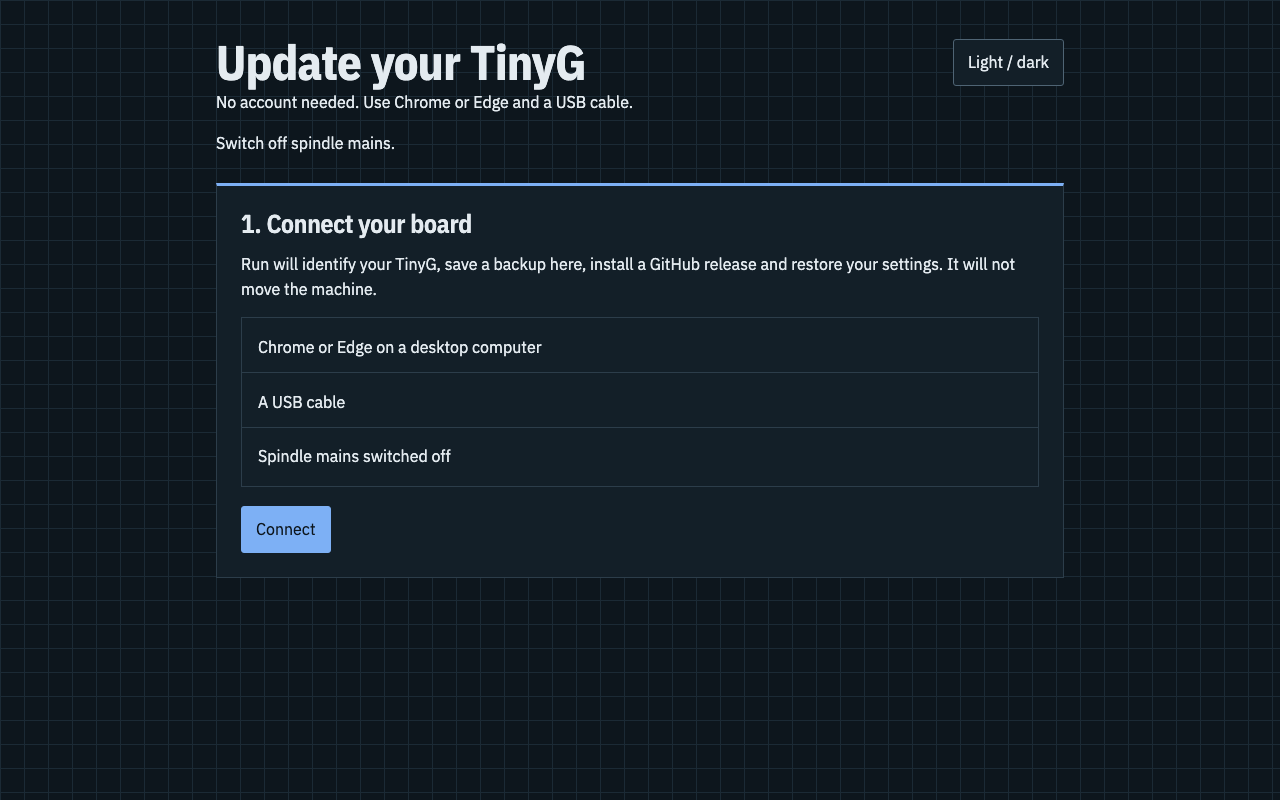 Update your TinyG
Light / dark
No account needed. Use Chrome or Edge and a USB cable.
Switch off spindle mains.
1. Connect your board
Run will identify your TinyG, save a backup here, install a GitHub release and restore your settings. It will not
move the machine.
Chrome or Edge on a desktop computer
A USB cable
Spindle mains switched off
Connect